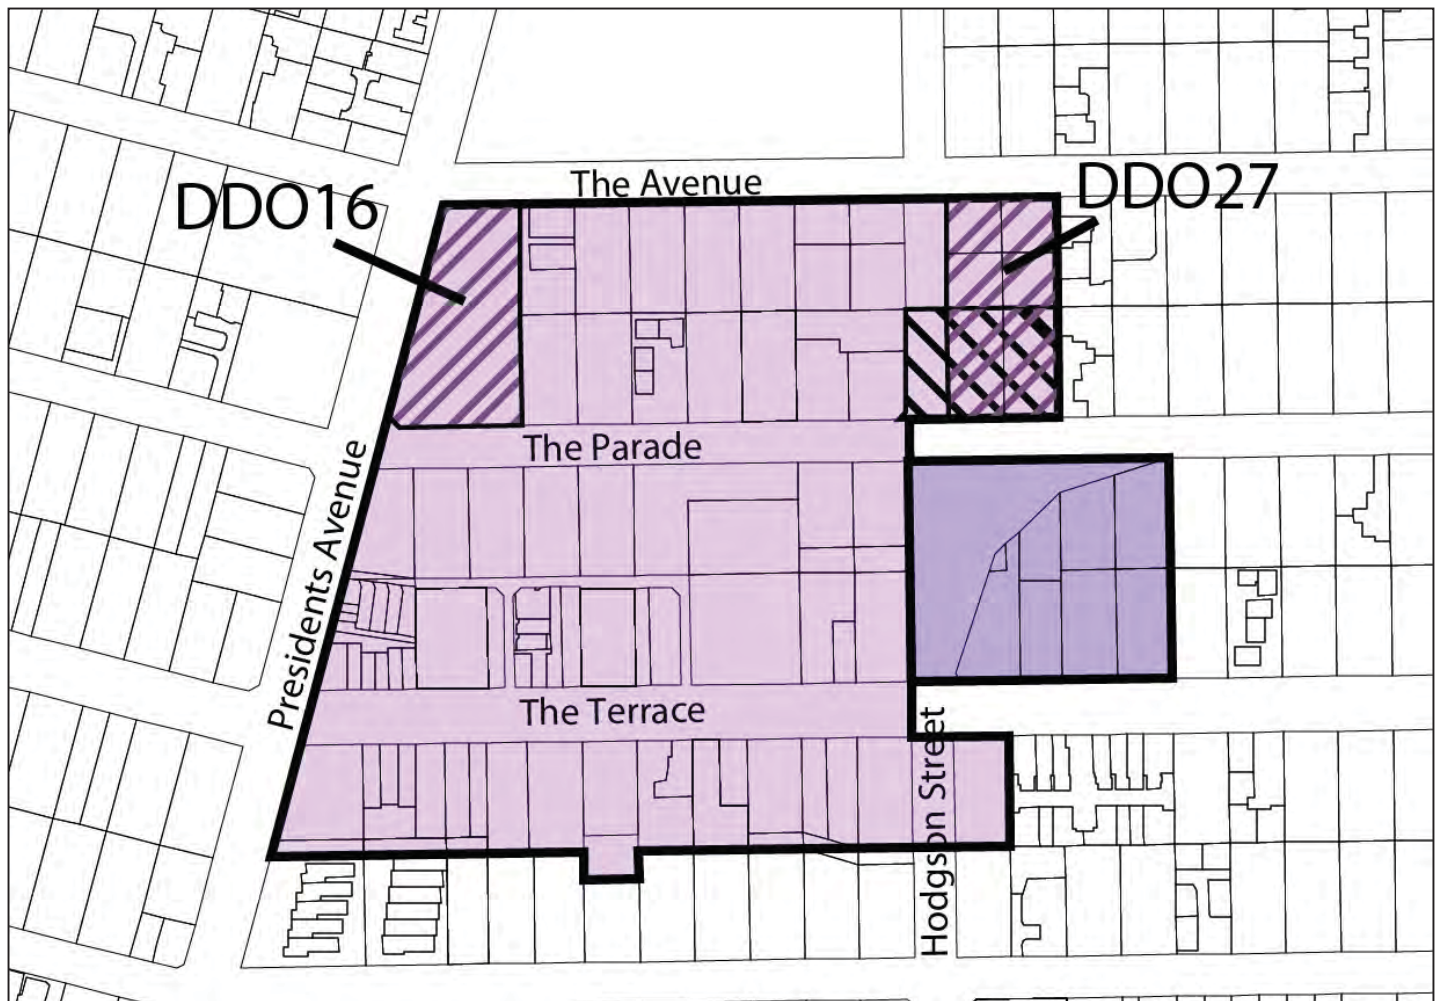 The Avenue
DDO27
DDO16
The Parade
Presidents Avenue
The Terrace
Hodgson Street